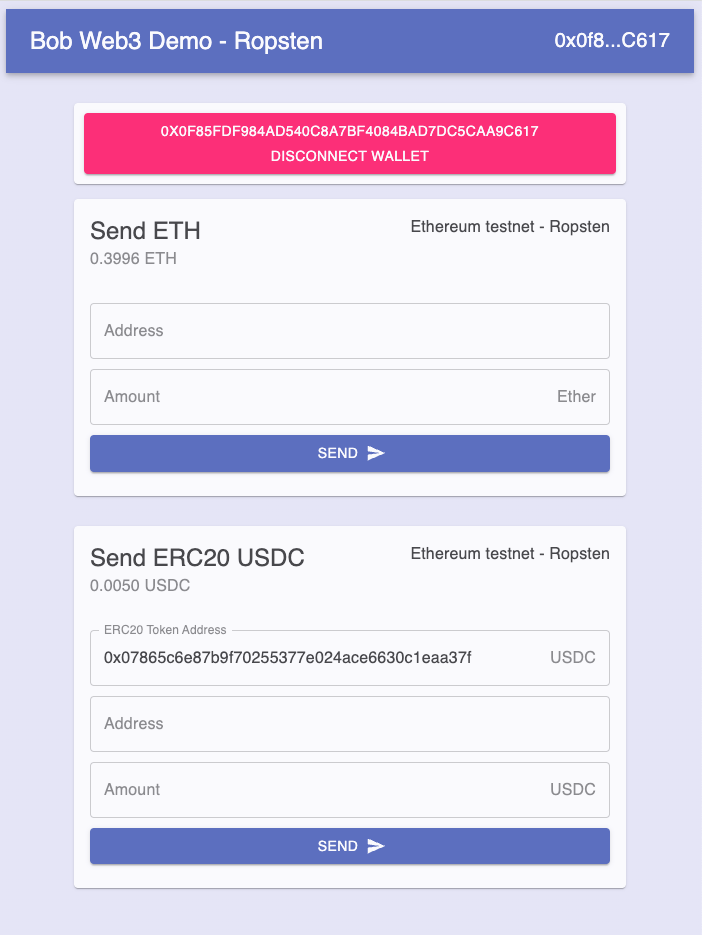 Bob Web3 Demo - Ropsten 0x0f8...C617
0X0F85FDF984AD540C8A7BF4084BAD7DC5CAA9C617
DISCONNECT WALLET
Send ETH Ethereum testnet - Ropsten
0.3996 ETH
Address
Amount Ether
SEND
Send ERC20 USDC Ethereum testnet - Ropsten
0.0050 USDC
ERC20 Token Address
0x07865c6e87b9f70255377e024ace6630c1eaa37f USDC
Address
Amount USDC
SEND